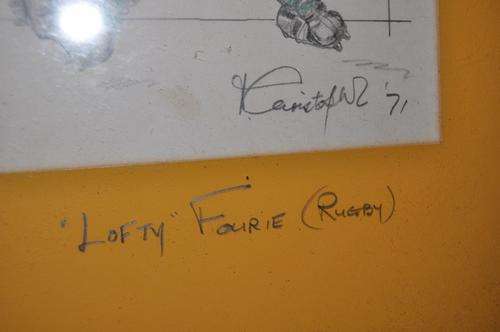 '71
"LOFTY" FOURIE (RUGBY)